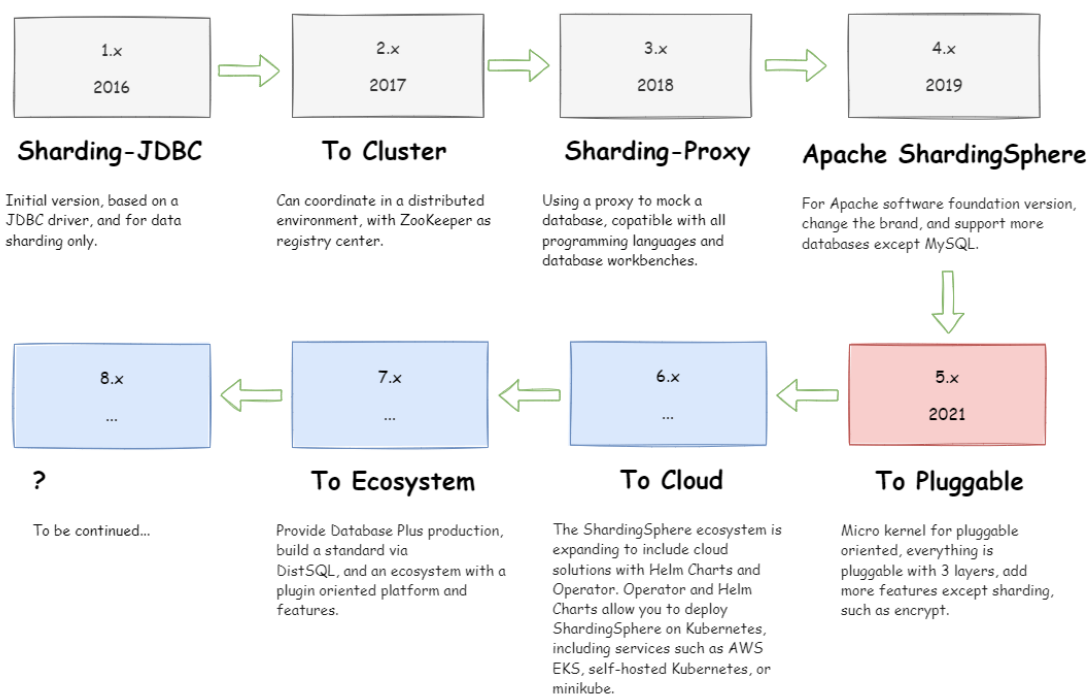 1.x
2016
Sharding-JDBC
Initial version, based on a
JDBC driver, and for data
sharding only.
2.x
2017
To Cluster
Can coordinate in a distributed
environment, with ZooKeeper as
registry center.
3.x
2018
Sharding-Proxy
Using a proxy to mock a
database, copatible with all
programming languages and
database workbenches.
4.x
2019
Apache ShardingSphere
For Apache software foundation version,
change the brand, and support more
databases except MySQL.
5.x
2021
To Pluggable
Micro kernel for pluggable
oriented, everything is
pluggable with 3 layers, add
more features except sharding,
such as encrypt.
6.x
...
To Cloud
The ShardingSphere ecosystem is
expanding to include cloud
solutions with Helm Charts and
Operator. Operator and Helm
Charts allow you to deploy
ShardingSphere on Kubernetes,
including services such as AWS
EKS, self-hosted Kubernetes, or
minikube.
7.x
...
To Ecosystem
Provide Database Plus production,
build a standard via
DistSQL, and an ecosystem with a
plugin oriented platform and
features.
8.x
...
?
To be continued...